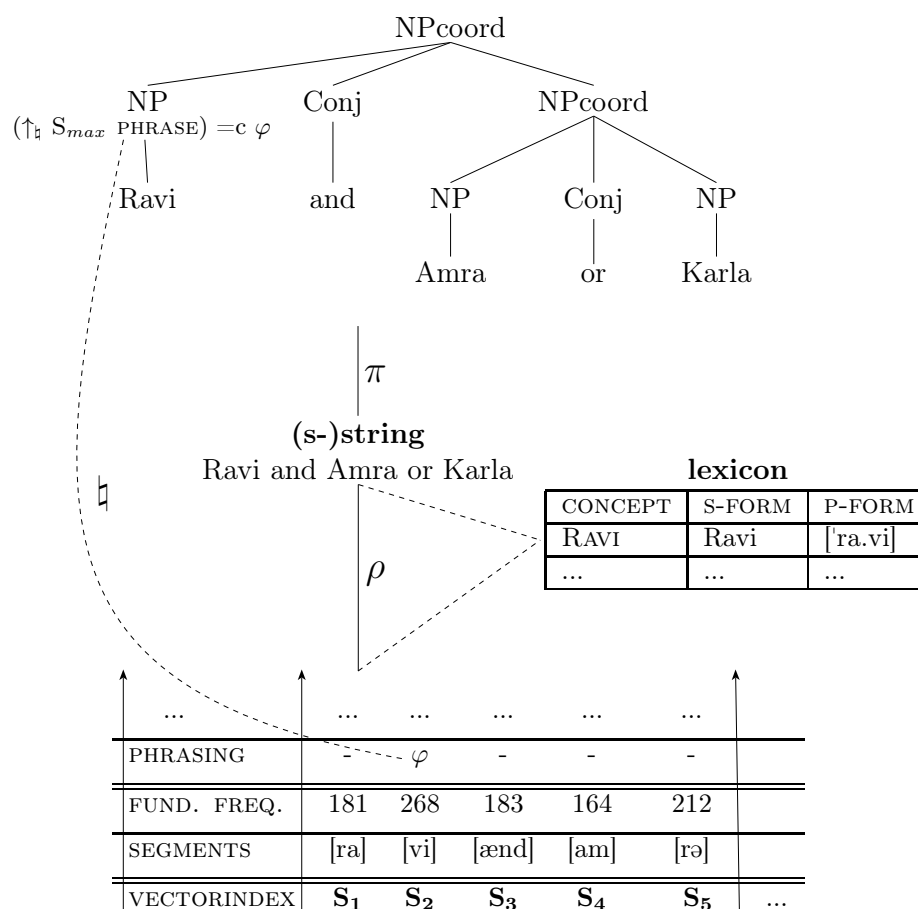 NPcoord
NP Conj NPcoord
(↑♮ Smax PHRASE) =c φ
Ravi and NP Conj NP
Amra or Karla
π
(s-)string
Ravi and Amra or Karla
lexicon
CONCEPT S-FORM P-FORM
RAVI Ravi [ˈra.vi]
... ... ...
♮
ρ
... ... ... ... ... ...
PHRASING - φ - - -
FUND. FREQ. 181 268 183 164 212
SEGMENTS [ra] [vi] [ænd] [am] [rə]
VECTORINDEX S1 S2 S3 S4 S5 ...